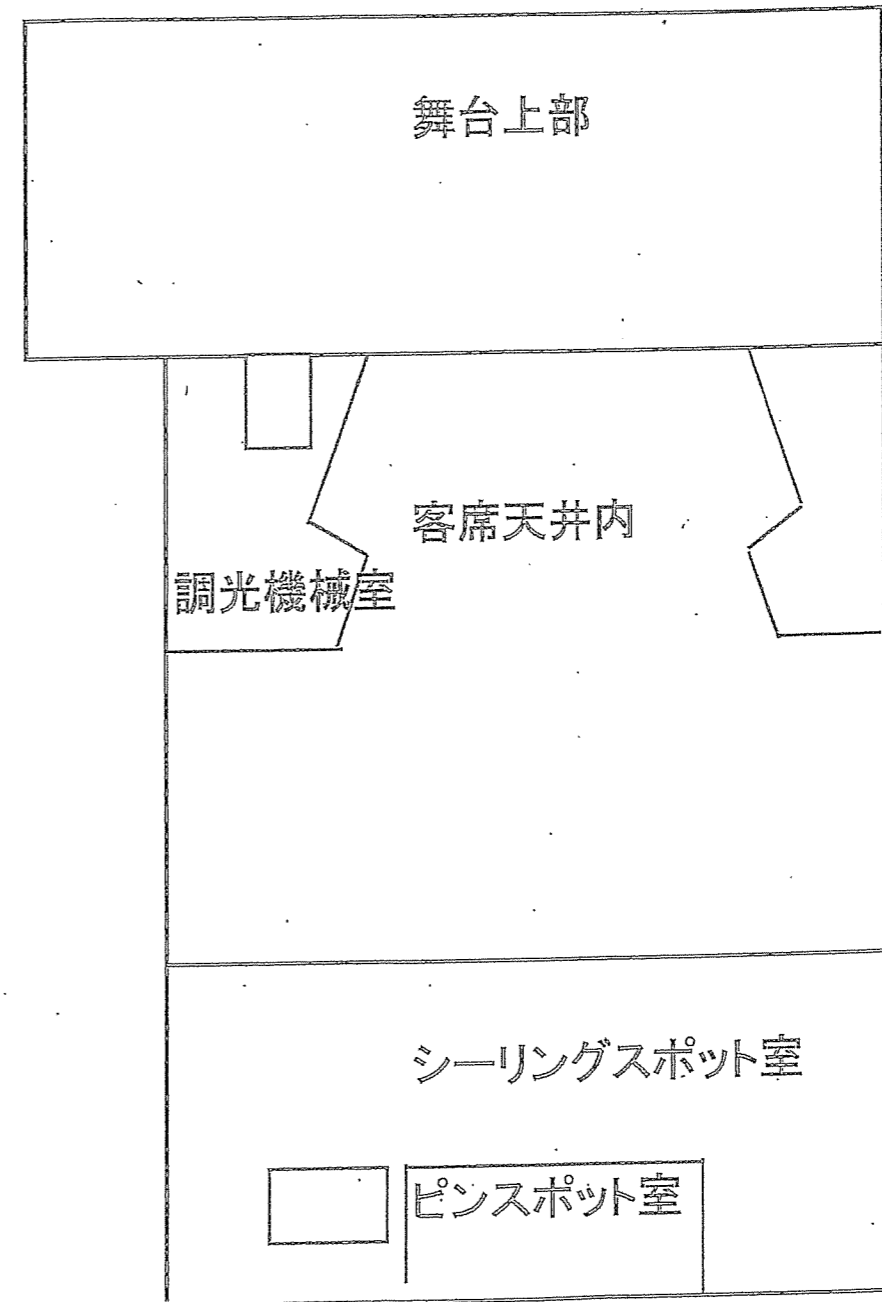 舞台上部
客席天井内
調光機械室
シーリングスポット室
ピンスポット室